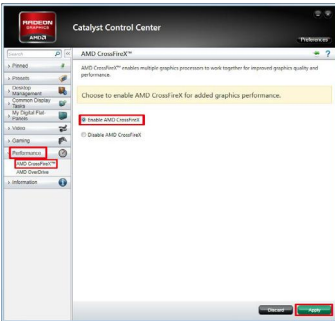 RADEON
GRAPHICS
AMD
Catalyst Control Center
Preferences
Search
AMD CrossFireX™
Pinned
Presets
Desktop
Management
Common Display
Tasks
My Digital Flat-
Panels
Video
Gaming
Performance
AMD CrossFireX™
AMD OverDrive
Information
AMD CrossFireX™ enables multiple graphics processors to work together for improved graphics quality and
performance.
Choose to enable AMD CrossFireX for added graphics performance.
Enable AMD CrossFireX
Disable AMD CrossFireX
Discard
Apply